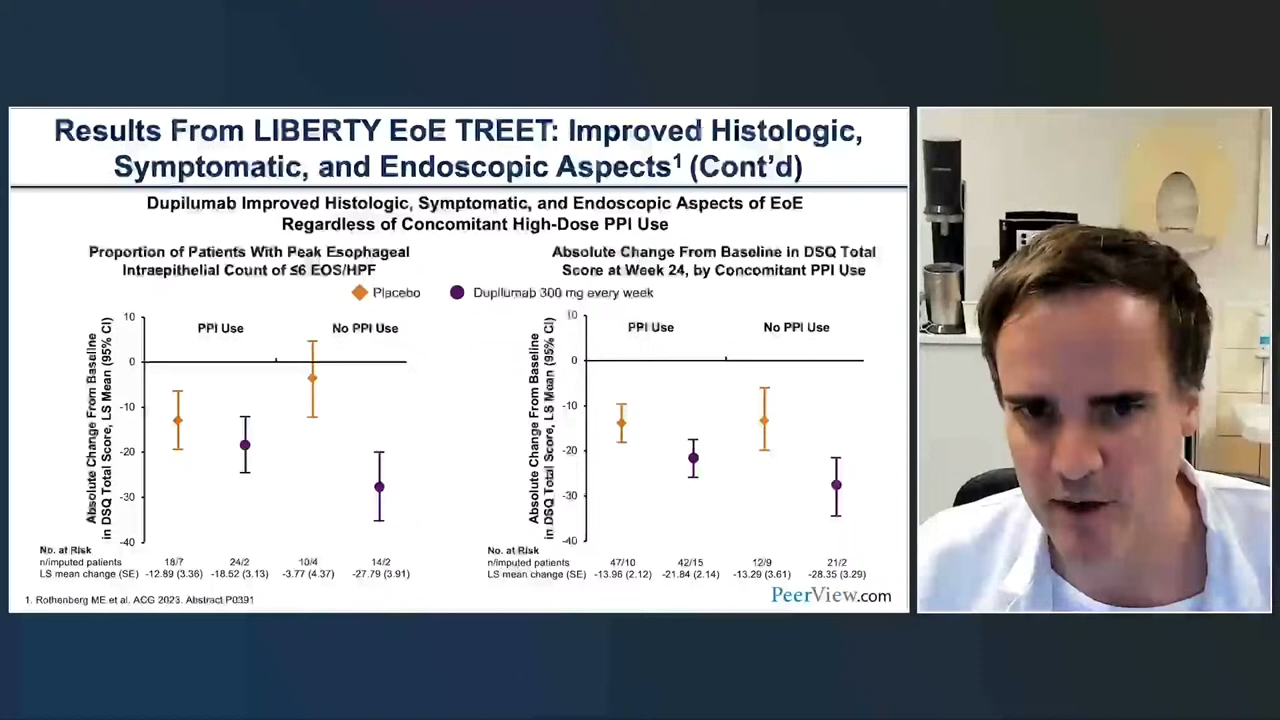 Results From LIBERTY EoE TREET: Improved Histologic,
Symptomatic, and Endoscopic Aspects¹ (Cont'd)
Dupilumab Improved Histologic, Symptomatic, and Endoscopic Aspects of EoE
Regardless of Concomitant High-Dose PPI Use
Proportion of Patients With Peak Esophageal
Intraepithelial Count of ≤6 EOS/HPF
Absolute Change From Baseline in DSQ Total
Score at Week 24, by Concomitant PPI Use
Placebo
Dupilumab 300 mg every week
Absolute Change From Baseline
in DSQ Total Score, LS Mean (95% CI)
10
0
-10
-20
-30
-40
PPI Use
No PPI Use
No. at Risk
n/imputed patients 18/7 24/2 10/4 14/2
LS mean change (SE) -12.89 (3.36) -18.52 (3.13) -3.77 (4.37) -27.79 (3.91)
Absolute Change From Baseline
in DSQ Total Score, LS Mean (95% CI)
10
0
-10
-20
-30
-40
PPI Use
No PPI Use
No. at Risk
n/imputed patients 47/10 42/15 12/9 21/2
LS mean change (SE) -13.96 (2.12) -21.84 (2.14) -13.29 (3.61) -28.35 (3.29)
1. Rothenberg ME et al. ACG 2023. Abstract P0391
PeerView.com